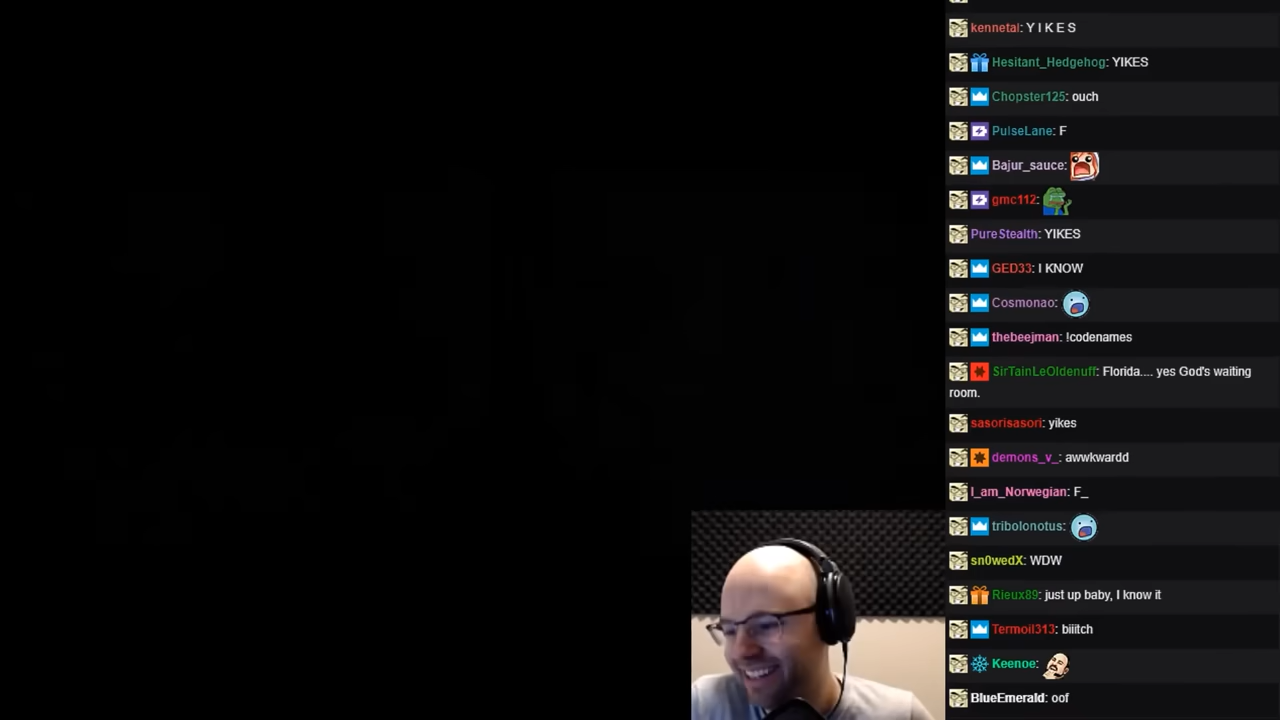 kennetal: Y I K E S
Hesitant_Hedgehog: YIKES
Chopster125: ouch
PulseLane: F
Bajur_sauce:
gmc112:
PureStealth: YIKES
GED33: I KNOW
Cosmonao:
thebeejman: !codenames
SirTainLeOldenuff: Florida.... yes God's waiting
room.
sasorisasori: yikes
demons_v_: awwkwardd
I_am_Norwegian: F_
tribolonotus:
sn0wedX: WDW
Rieux89: just up baby, I know it
Termoil313: biiitch
Keenoe:
BlueEmerald: oof